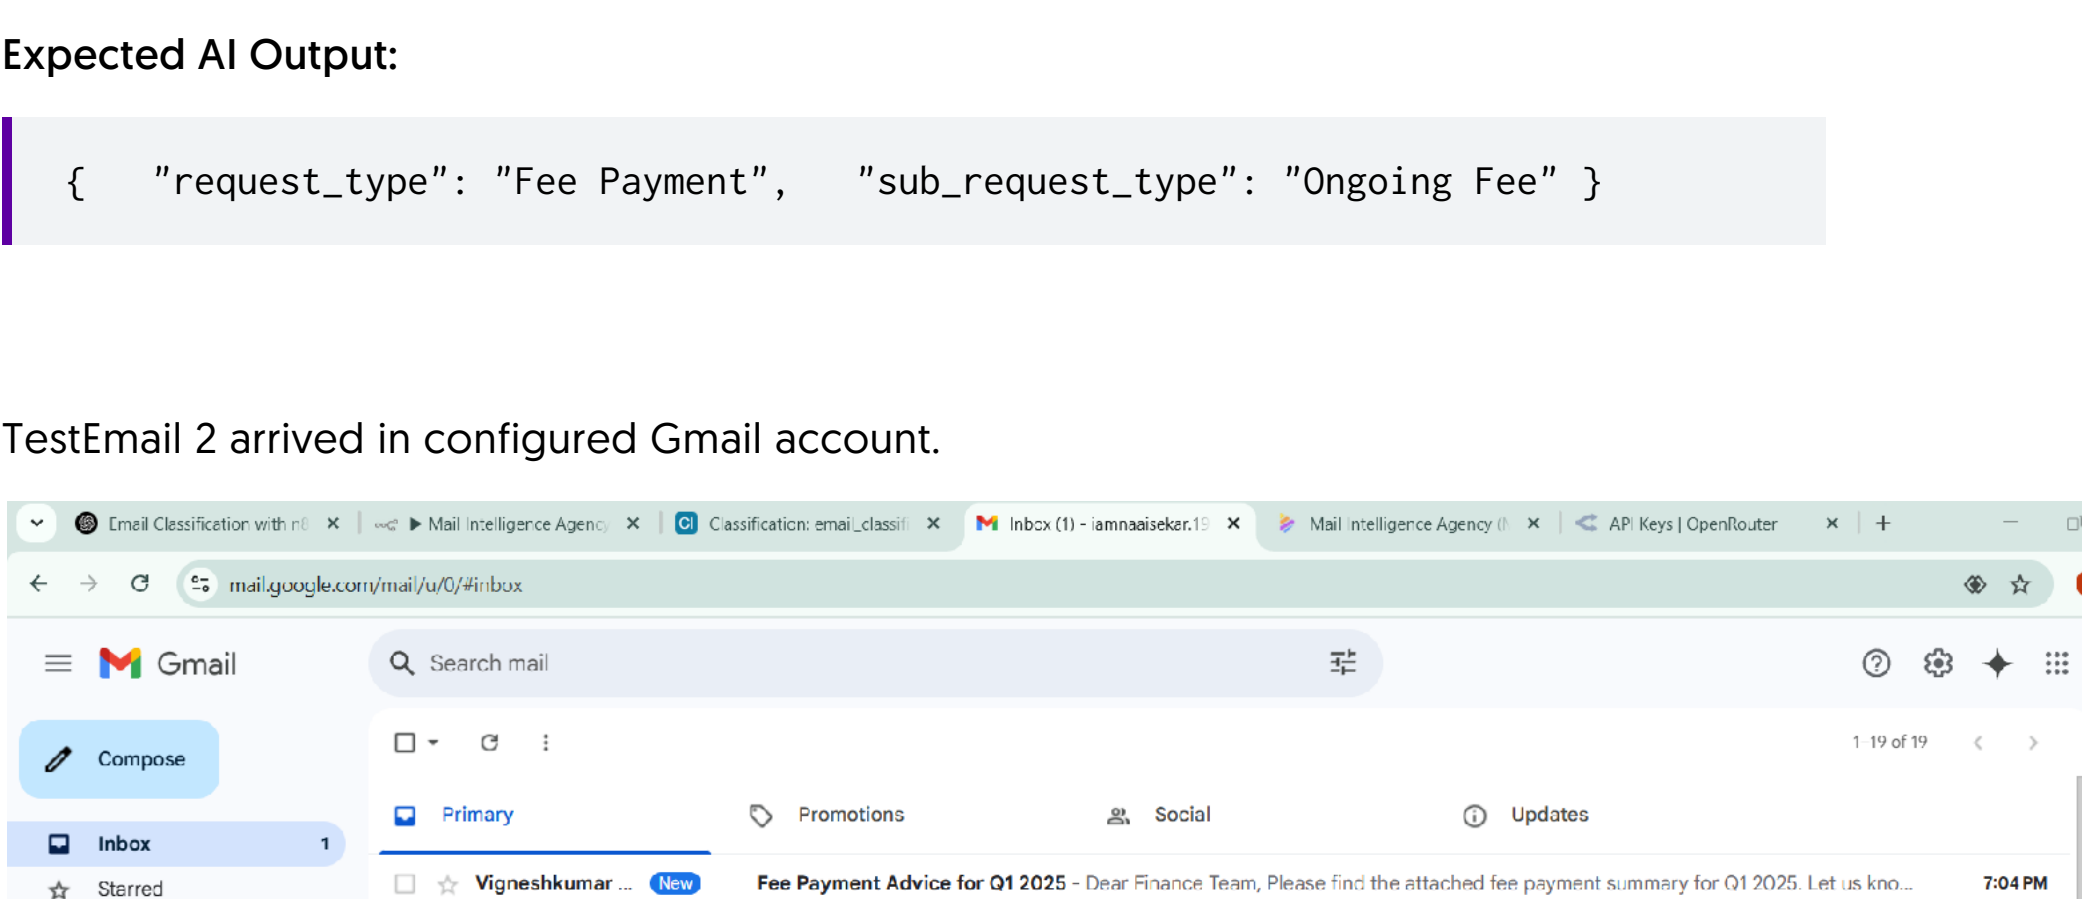 Expected AI Output:
{   "request_type": "Fee Payment",   "sub_request_type": "Ongoing Fee" }
TestEmail 2 arrived in configured Gmail account.
Email Classification with n8
Mail Intelligence Agency
CI Classification: email_classifi
Inbox (1) - iamnaaisekar.19
Mail Intelligence Agency (N
API Keys | OpenRouter
mail.google.com/mail/u/0/#inbox
Gmail
Search mail
Compose
1-19 of 19
Primary
Promotions
Social
Updates
Inbox 1
Starred
Vigneshkumar ... New Fee Payment Advice for Q1 2025 - Dear Finance Team, Please find the attached fee payment summary for Q1 2025. Let us kno... 7:04 PM